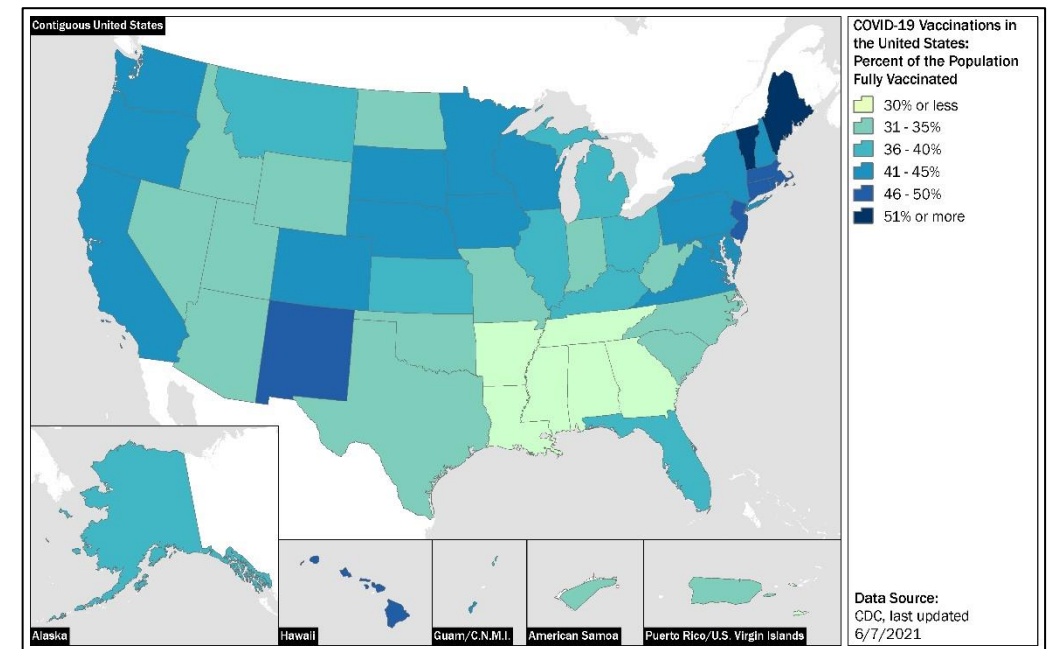 Contiguous United States
COVID-19 Vaccinations in
the United States:
Percent of the Population
Fully Vaccinated
30% or less
31 - 35%
36 - 40%
41 - 45%
46 - 50%
51% or more
Alaska
Hawaii
Guam/C.N.M.I.
American Samoa
Puerto Rico/U.S. Virgin Islands
Data Source:
CDC, last updated
6/7/2021